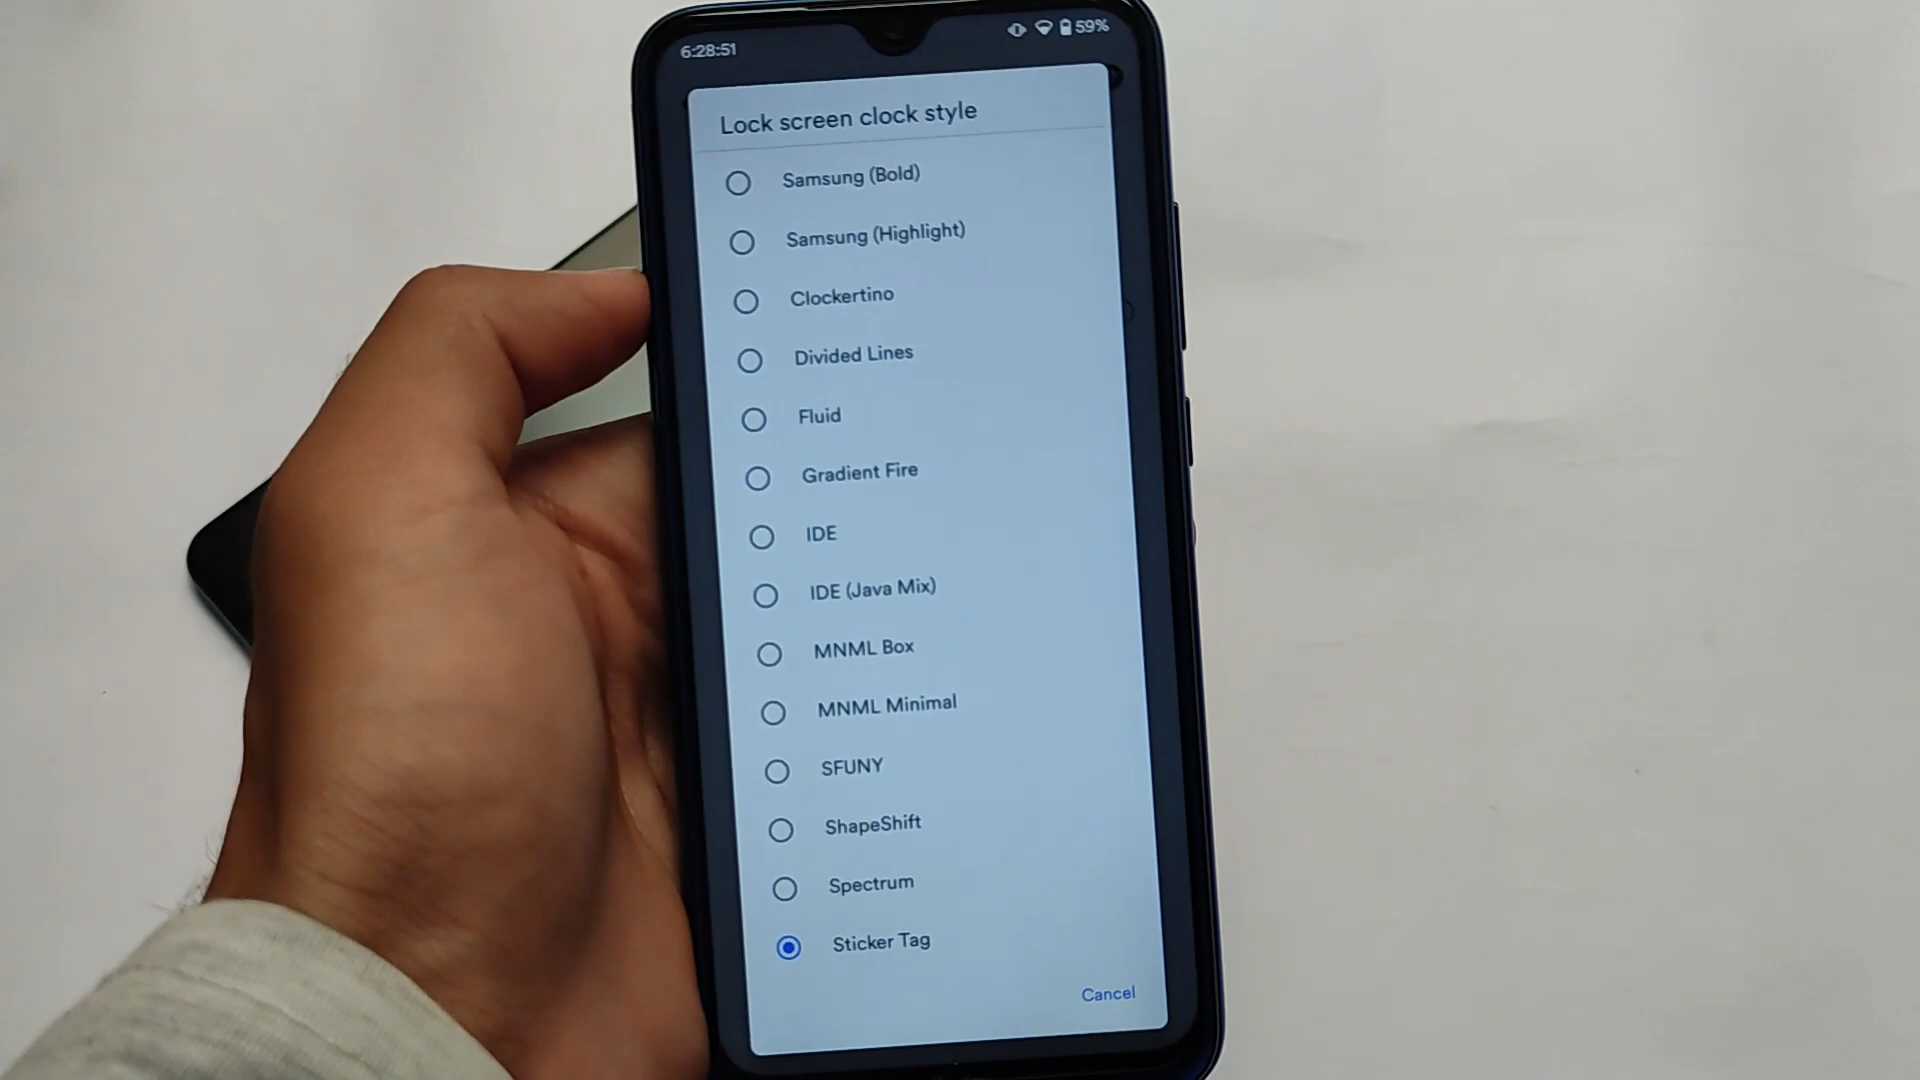 6:28:51
59%
Lock screen clock style
Samsung (Bold)
Samsung (Highlight)
Clockertino
Divided Lines
Fluid
Gradient Fire
IDE
IDE (Java Mix)
MNML Box
MNML Minimal
SFUNY
ShapeShift
Spectrum
Sticker Tag
Cancel